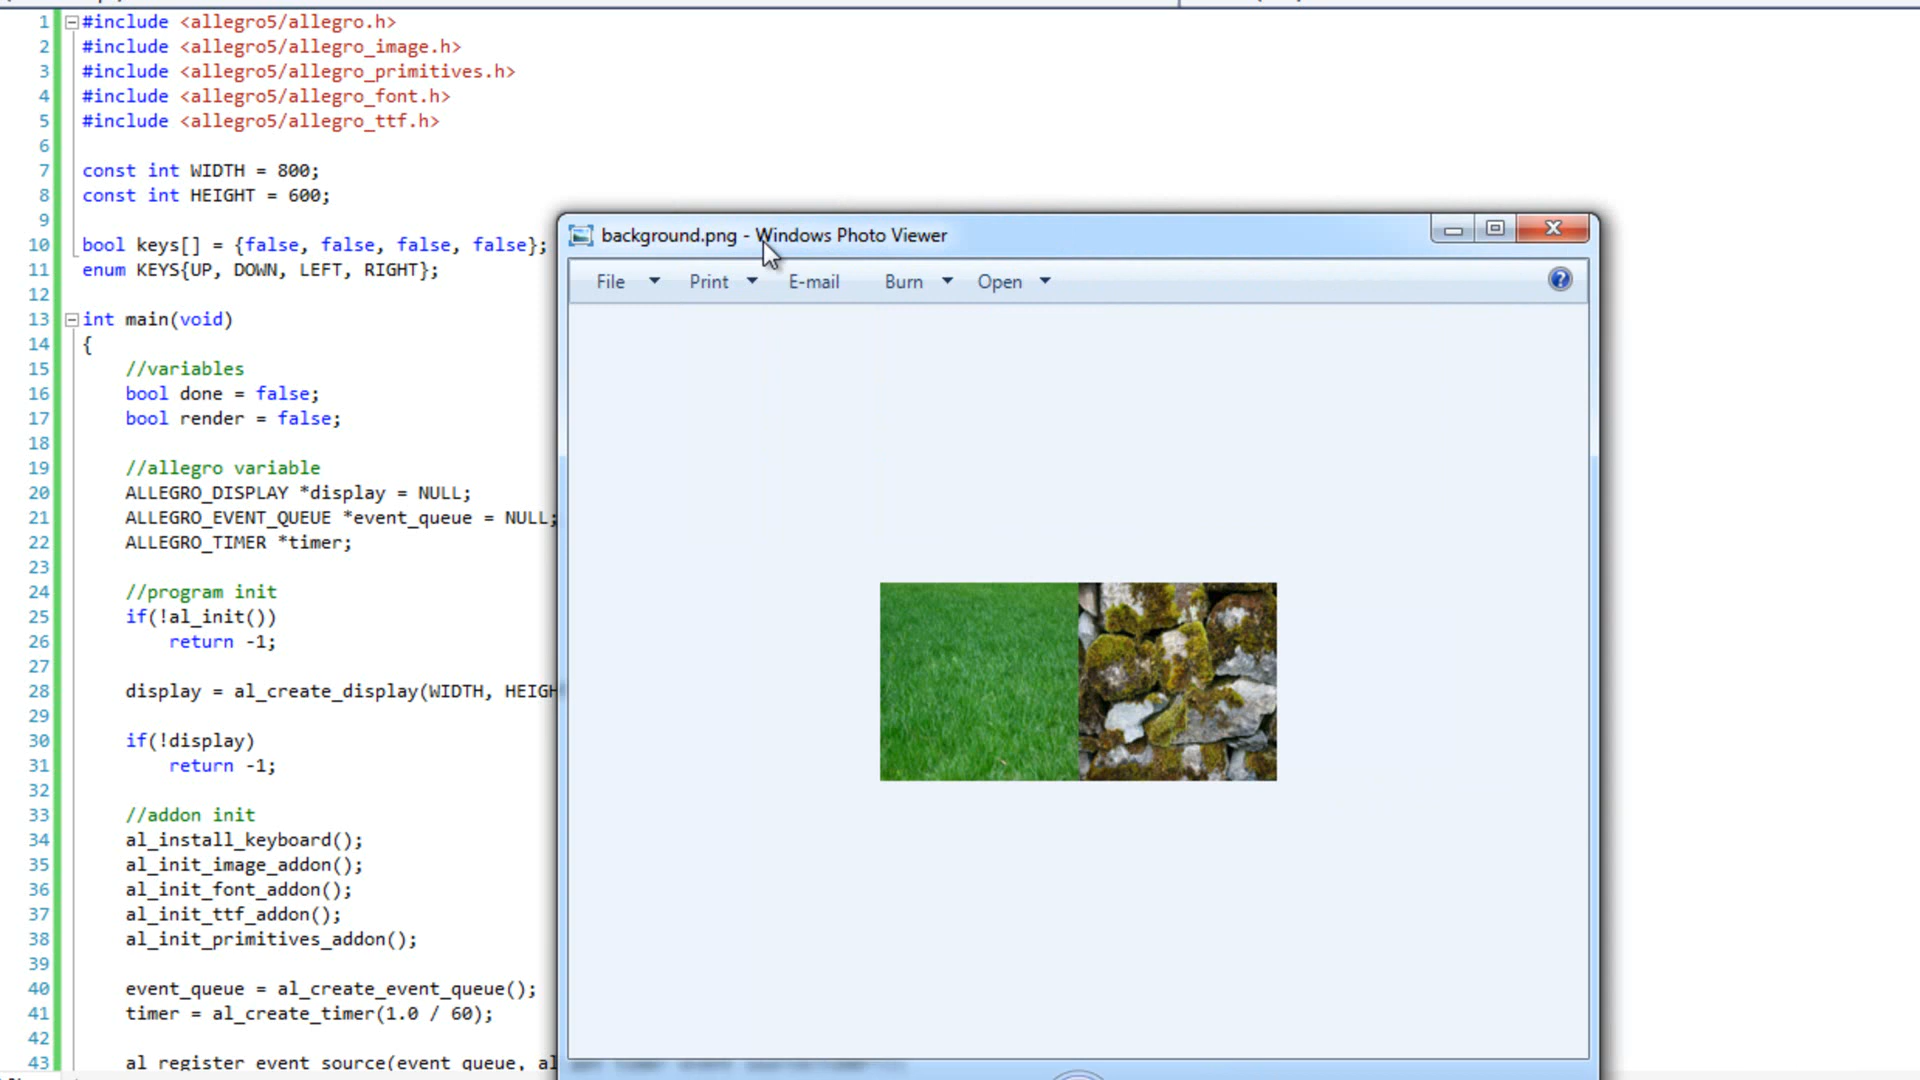 1 #include <allegro5/allegro.h>
2 #include <allegro5/allegro_image.h>
3 #include <allegro5/allegro_primitives.h>
4 #include <allegro5/allegro_font.h>
5 #include <allegro5/allegro_ttf.h>
6
7 const int WIDTH = 800;
8 const int HEIGHT = 600;
9
10 bool keys[] = {false, false, false, false};
11 enum KEYS{UP, DOWN, LEFT, RIGHT};
12
13 int main(void)
14 {
15 //variables
16 bool done = false;
17 bool render = false;
18
19 //allegro variable
20 ALLEGRO_DISPLAY *display = NULL;
21 ALLEGRO_EVENT_QUEUE *event_queue = NULL;
22 ALLEGRO_TIMER *timer;
23
24 //program init
25 if(!al_init())
26 return -1;
27
28 display = al_create_display(WIDTH, HEIGH
29
30 if(!display)
31 return -1;
32
33 //addon init
34 al_install_keyboard();
35 al_init_image_addon();
36 al_init_font_addon();
37 al_init_ttf_addon();
38 al_init_primitives_addon();
39
40 event_queue = al_create_event_queue();
41 timer = al_create_timer(1.0 / 60);
42
43 al_register_event_source(event_queue, al
background.png - Windows Photo Viewer
File Print E-mail Burn Open